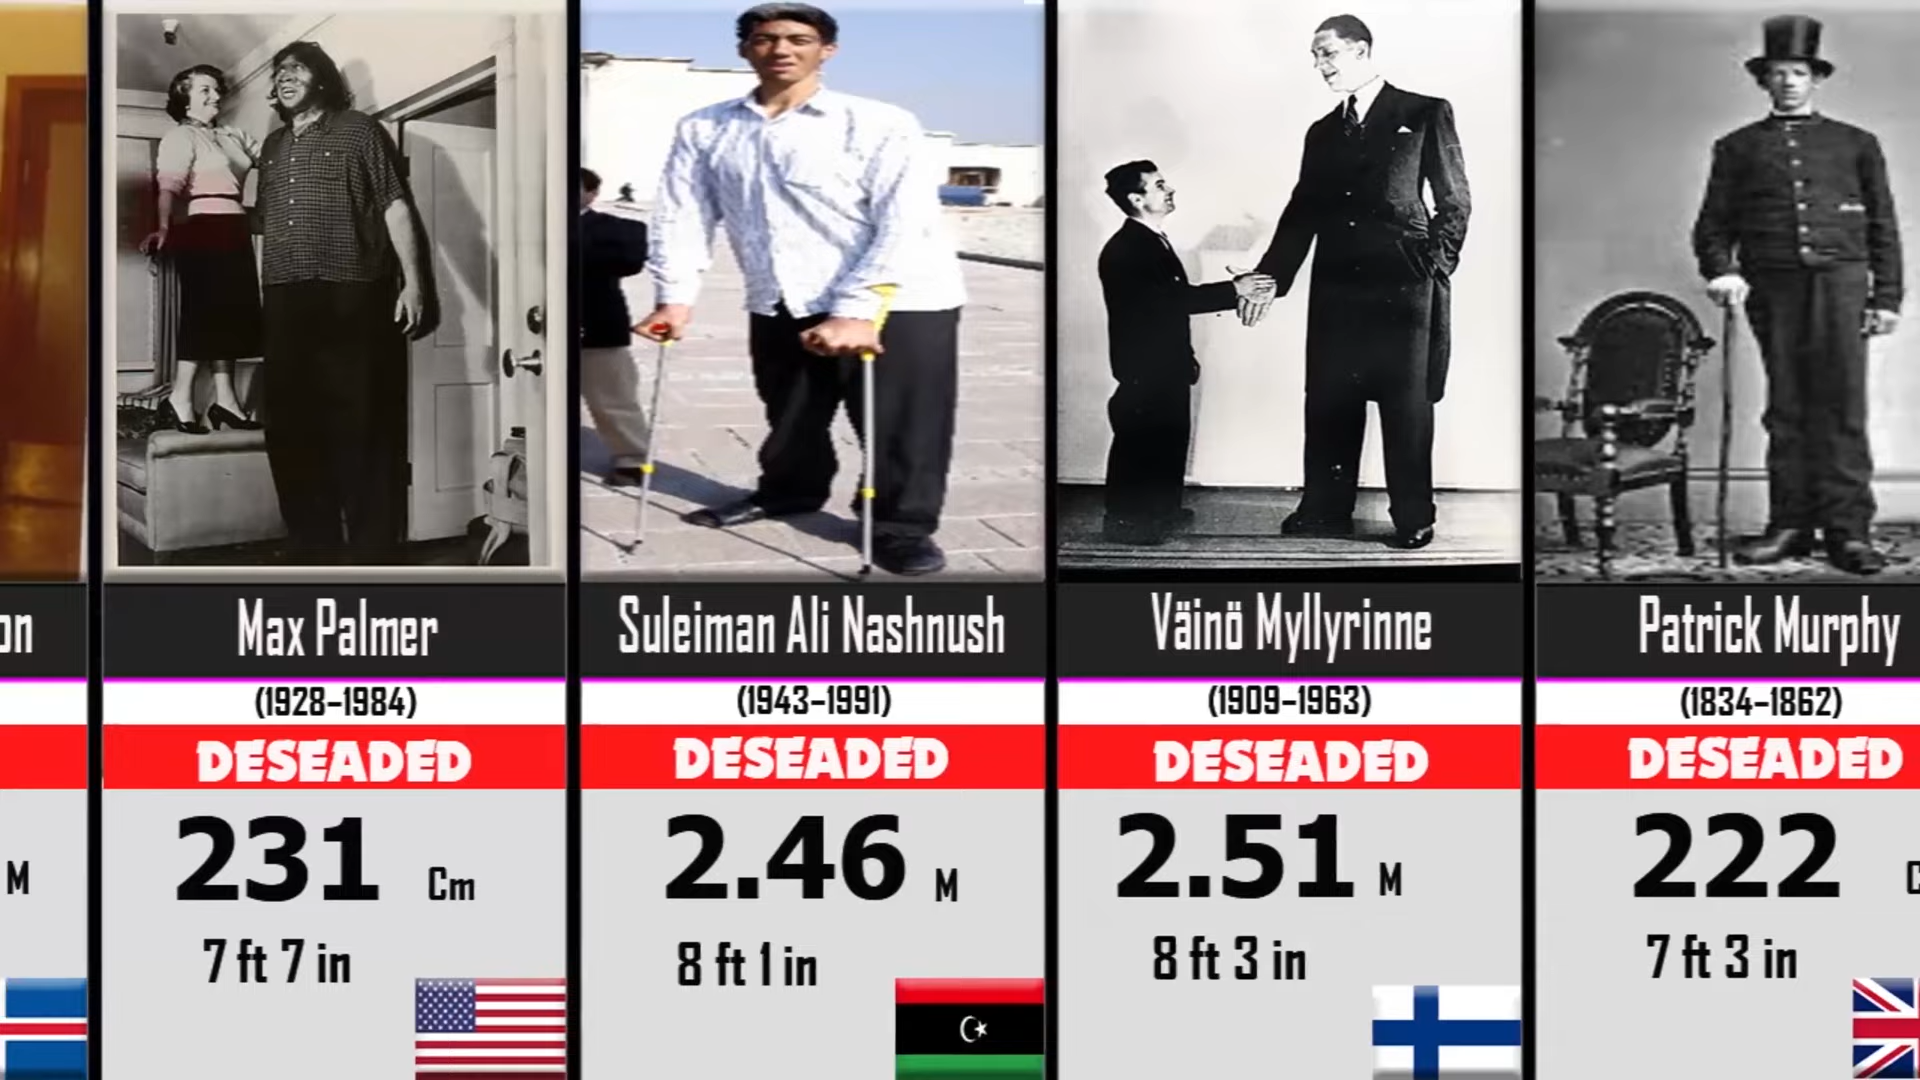 on
M
Max Palmer
(1928-1984)
DESEADED
231 Cm
7 ft 7 in
Suleiman Ali Nashnush
(1943-1991)
DESEADED
2.46 M
8 ft 1 in
Väinö Myllyrinne
(1909-1963)
DESEADED
2.51 M
8 ft 3 in
Patrick Murphy
(1834-1862)
DESEADED
222 C
7 ft 3 in